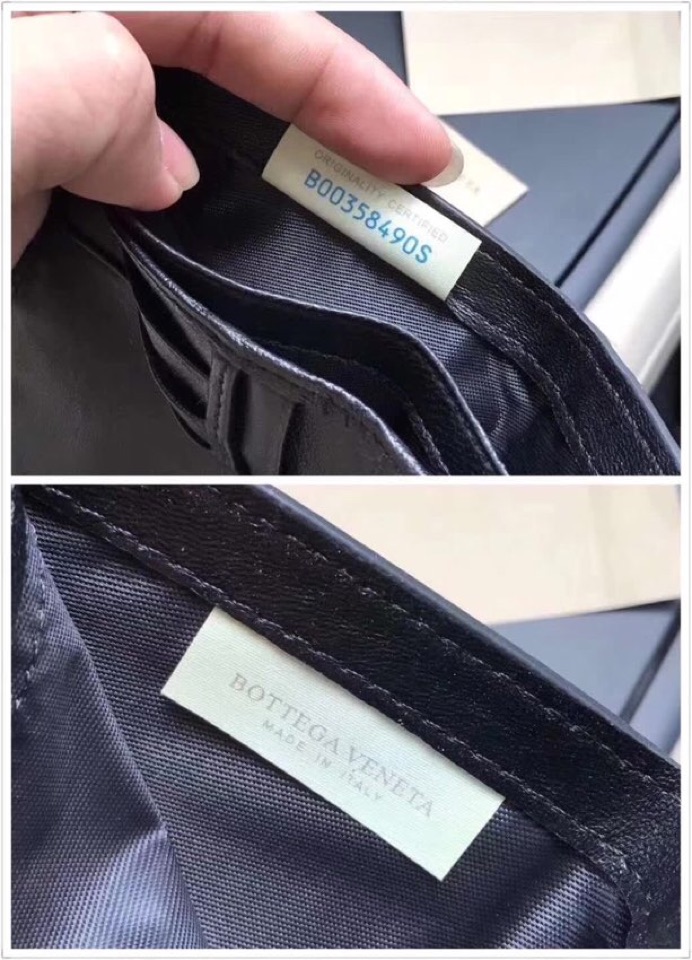 ORIGINALITY CERTIFIED
B00358490S
BOTTEGA VENETA
MADE IN ITALY